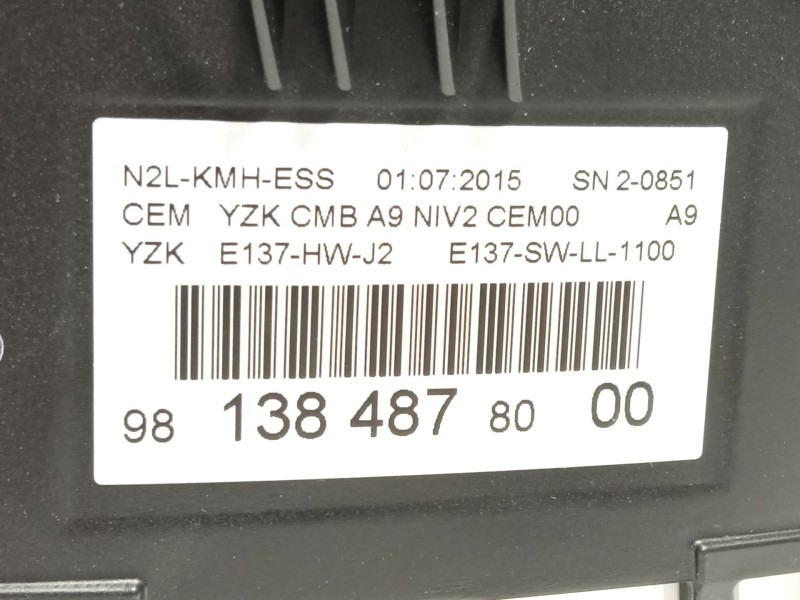 N2L-KMH-ESS 01:07:2015 SN 2-0851
CEM YZK CMB A9 NIV2 CEM00 A9
YZK E137-HW-J2 E137-SW-LL-1100
98 138 487 80 00